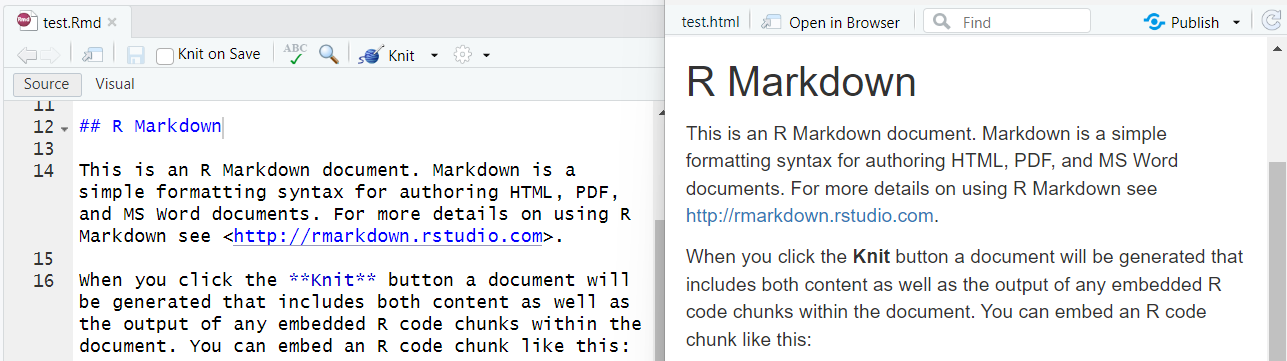 Rmd test.Rmd
Knit on Save ABC Knit
Source Visual
11
12 ## R Markdown
13
14 This is an R Markdown document. Markdown is a
simple formatting syntax for authoring HTML, PDF,
and MS Word documents. For more details on using R
Markdown see <http://rmarkdown.rstudio.com>.
15
16 When you click the **Knit** button a document will
be generated that includes both content as well as
the output of any embedded R code chunks within the
document. You can embed an R code chunk like this:
test.html Open in Browser Find Publish
R Markdown
This is an R Markdown document. Markdown is a simple
formatting syntax for authoring HTML, PDF, and MS Word
documents. For more details on using R Markdown see
http://rmarkdown.rstudio.com.
When you click the Knit button a document will be generated that
includes both content as well as the output of any embedded R
code chunks within the document. You can embed an R code
chunk like this: